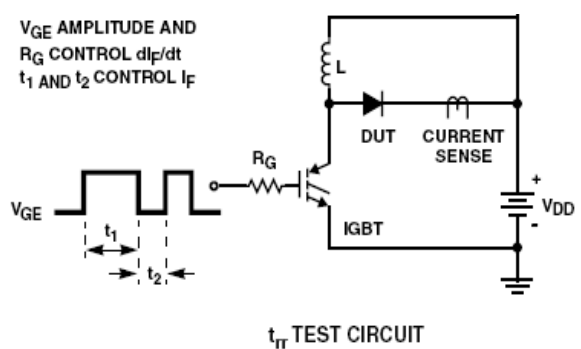 VGE AMPLITUDE AND
RG CONTROL dIF/dt
t1 AND t2 CONTROL IF
L
DUT
CURRENT
SENSE
RG
+
VDD
-
VGE
t1
t2
IGBT
trr TEST CIRCUIT